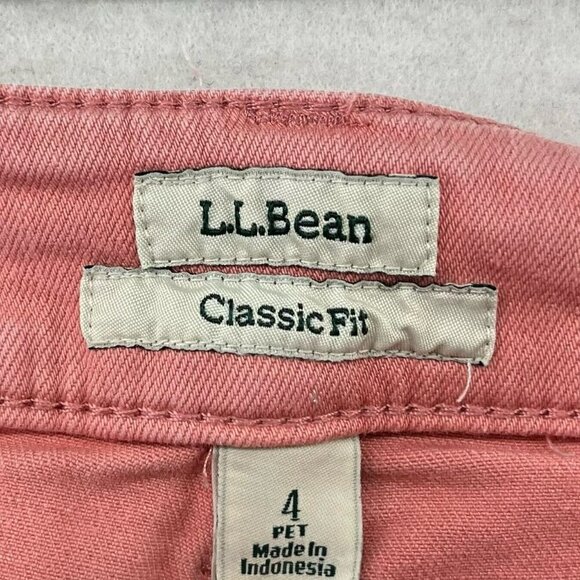 L.L.Bean
Classic Fit
4
PET
Made In
Indonesia